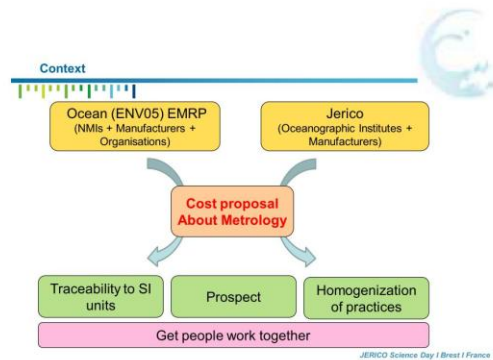 Context
Ocean (ENV05) EMRP
(NMIs + Manufacturers +
Organisations)
Jerico
(Oceanographic Institutes +
Manufacturers)
Cost proposal
About Metrology
Traceability to SI
units
Prospect
Homogenization
of practices
Get people work together
JERICO Science Day I Brest I France